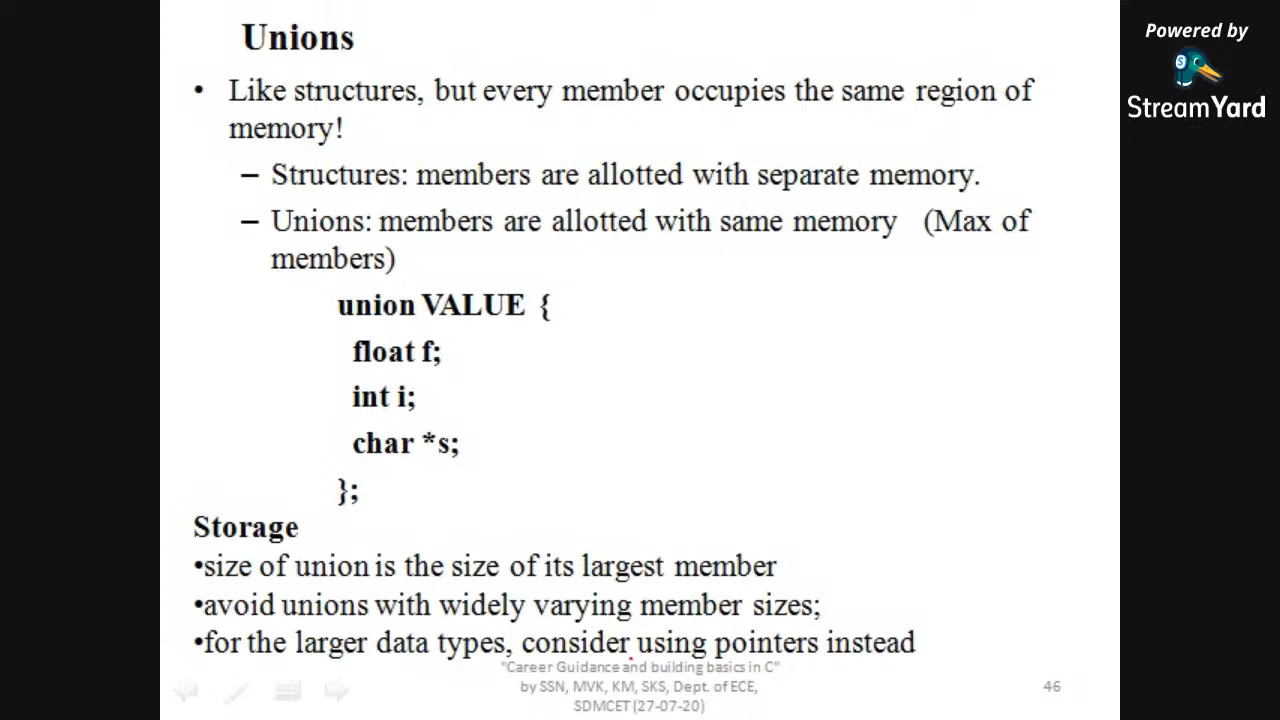 Unions
Powered by
StreamYard
• Like structures, but every member occupies the same region of
memory!
– Structures: members are allotted with separate memory.
– Unions: members are allotted with same memory (Max of
members)
union VALUE {
float f;
int i;
char *s;
};
Storage
•size of union is the size of its largest member
•avoid unions with widely varying member sizes;
•for the larger data types, consider using pointers instead
"Career Guidance and building basics in C"
by SSN, MVK, KM, SKS, Dept. of ECE,
SDMCET (27-07-20)
46